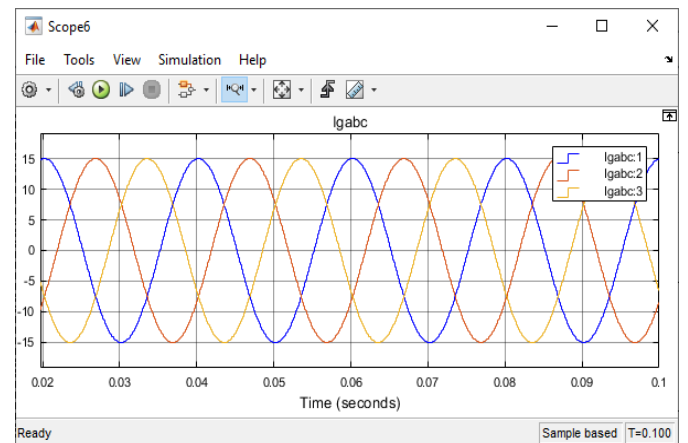 Scope6
File Tools View Simulation Help
Igabc
Igabc:1
Igabc:2
Igabc:3
15
10
5
0
-5
-10
-15
0.02 0.03 0.04 0.05 0.06 0.07 0.08 0.09 0.1
Time (seconds)
Ready Sample based T=0.100